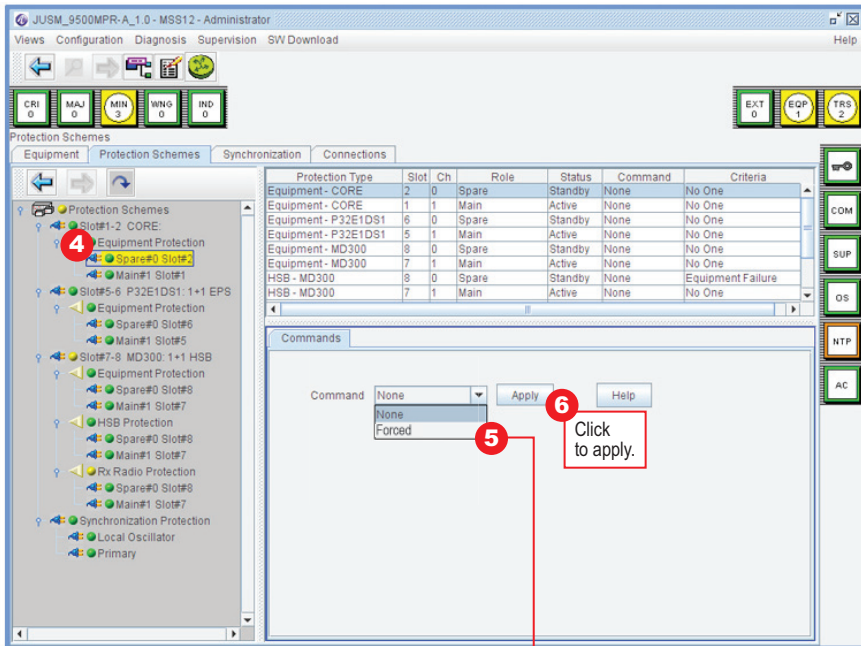 JUSM_9500MPR-A_1.0 - MSS12 - Administrator
Views Configuration Diagnosis Supervision SW Download Help
CRI 0 MAJ 0 MIN 3 WNG 0 IND 0 EXT 0 EQP 1 TRS 2
Protection Schemes
Equipment Protection Schemes Synchronization Connections
Protection Schemes
Slot#1-2 CORE:
4
Equipment Protection
Spare#0 Slot#2
Main#1 Slot#1
Slot#5-6 P32E1DS1: 1+1 EPS
Equipment Protection
Spare#0 Slot#6
Main#1 Slot#5
Slot#7-8 MD300: 1+1 HSB
Equipment Protection
Spare#0 Slot#8
Main#1 Slot#7
HSB Protection
Spare#0 Slot#8
Main#1 Slot#7
Rx Radio Protection
Spare#0 Slot#8
Main#1 Slot#7
Synchronization Protection
Local Oscillator
Primary
Protection Type Slot Ch Role Status Command Criteria
Equipment - CORE 2 0 Spare Standby None No One
Equipment - CORE 1 1 Main Active None No One
Equipment - P32E1DS1 6 0 Spare Standby None No One
Equipment - P32E1DS1 5 1 Main Active None No One
Equipment - MD300 8 0 Spare Standby None No One
Equipment - MD300 7 1 Main Active None No One
HSB - MD300 8 0 Spare Standby None Equipment Failure
HSB - MD300 7 1 Main Active None No One
Commands
Command None Apply Help
None
Forced
5
6
Click
to apply.
COM
SUP
OS
NTP
AC